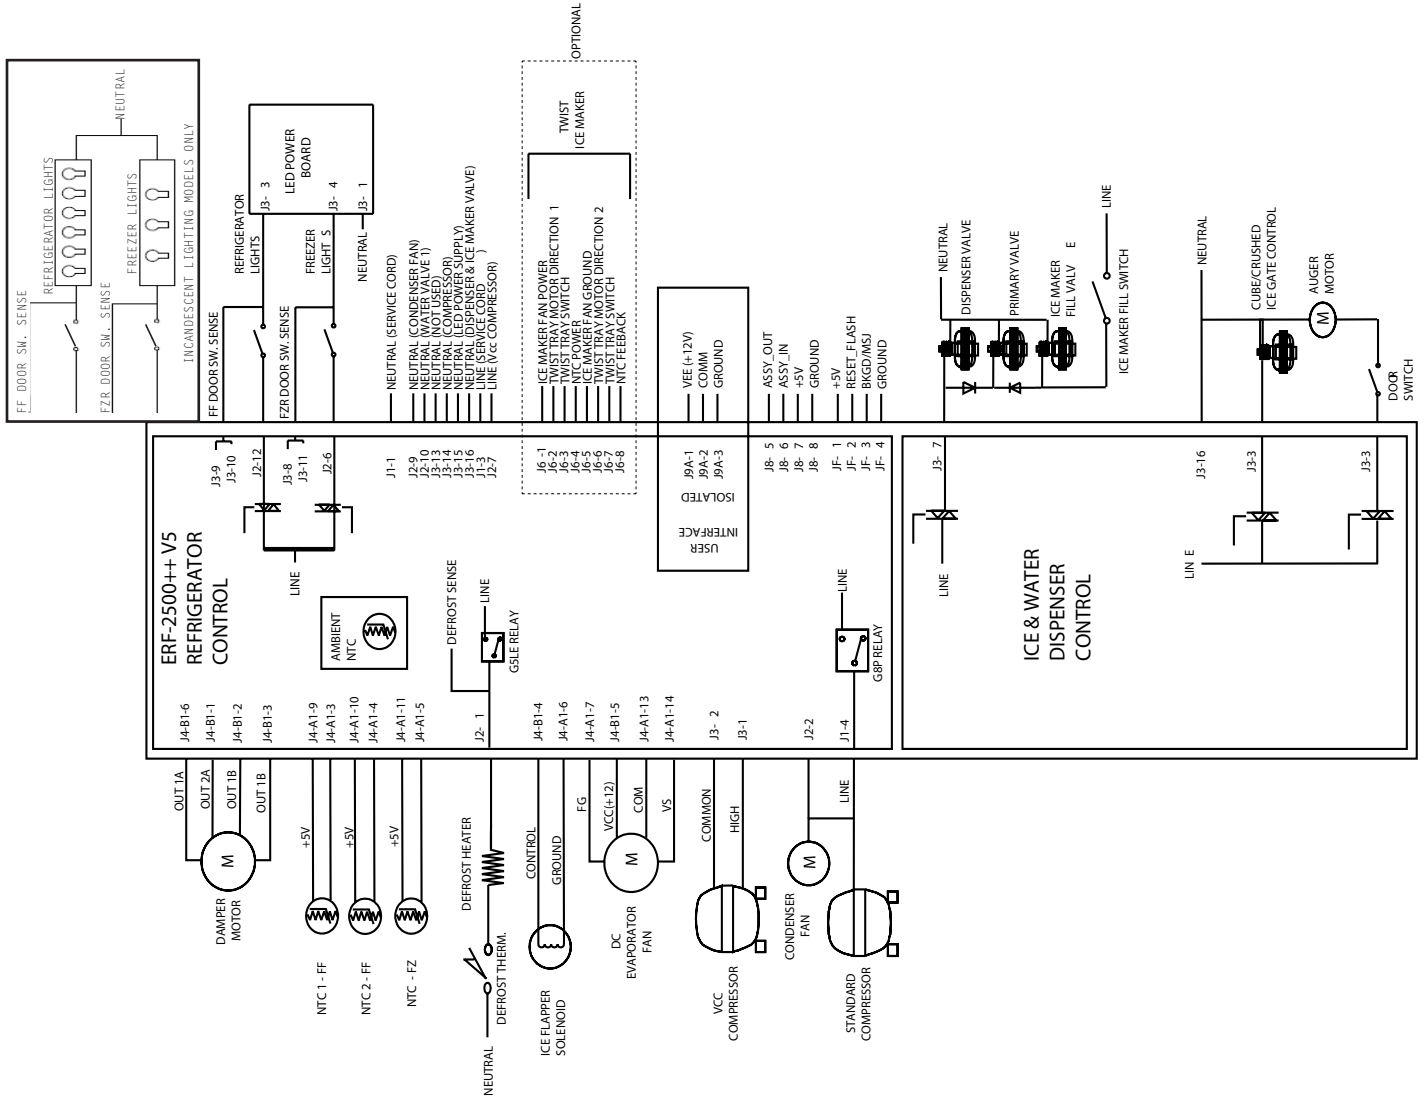 FF DOOR SW. SENSE
REFRIGERATOR LIGHTS
NEUTRAL
FZR DOOR SW. SENSE
FREEZER LIGHTS
INCANDESCENT LIGHTING MODELS ONLY
FF DOOR SW. SENSE
REFRIGERATOR
LIGHTS
FZR DOOR SW. SENSE
FREEZER
LIGHT S
NEUTRAL
LED POWER
BOARD
J3- 3
J3- 4
J3- 1
NEUTRAL (SERVICE CORD)
NEUTRAL (CONDENSER FAN)
NEUTRAL (WATER VALVE 1)
NEUTRAL (NOT USED)
NEUTRAL (COMPRESSOR)
NEUTRAL (LED POWER SUPPLY)
NEUTRAL (DISPENSER & ICE MAKER VALVE)
LINE (SERVICE CORD )
LINE (Vcc COMPRESSOR)
OPTIONAL
TWIST
ICE MAKER
ICE MAKER FAN POWER
TWIST TRAY MOTOR DIRECTION 1
TWIST TRAY SWITCH
NTC POWER
ICE MAKER FAN GROUND
TWIST TRAY MOTOR DIRECTION 2
TWIST TRAY SWITCH
NTC FEEBACK
VEE (+12V)
COMM
GROUND
ASSY_OUT
ASSY_IN
+5V
GROUND
+5V
RESET_FLASH
BKGD/MSJ
GROUND
NEUTRAL
DISPENSER VALVE
PRIMARY VALVE
ICE MAKER
FILL VALV E
LINE
ICE MAKER FILL SWITCH
NEUTRAL
CUBE/CRUSHED
ICE GATE CONTROL
AUGER
MOTOR
M
DOOR
SWITCH
J3-9
J3-10
J2-12
J3-8
J3-11
J2-6
J1-1
J2-9
J2-10
J3-13
J3-14
J3-15
J3-16
J1-3
J2-7
J6 -1
J6-2
J6-3
J6-4
J6-5
J6-6
J6-7
J6-8
J9A-1
J9A-2
J9A-3
ISOLATED
USER
INTERFACE
J8- 5
J8- 6
J8- 7
J8- 8
JF- 1
JF- 2
JF- 3
JF- 4
J3- 7
J3-16
J3-3
J3-3
ERF-2500++ V5
REFRIGERATOR
CONTROL
LINE
AMBIENT
NTC
DEFROST SENSE
LINE
G5LE RELAY
LINE
G8P RELAY
LINE
LIN E
ICE & WATER
DISPENSER
CONTROL
J4-B1-6
J4-B1-1
J4-B1-2
J4-B1-3
J4-A1-9
J4-A1-3
J4-A1-10
J4-A1-4
J4-A1-11
J4-A1-5
J2- 1
J4-B1-4
J4-A1-6
J4-A1-7
J4-B1-5
J4-A1-13
J4-A1-14
J3- 2
J3-1
J2-2
J1-4
OUT 1A
OUT 2A
OUT 1B
OUT 1B
M
DAMPER
MOTOR
+5V
+5V
+5V
NTC 1 - FF
NTC 2 - FF
NTC - FZ
DEFROST HEATER
DEFROST THERM.
NEUTRAL
CONTROL
GROUND
ICE FLAPPER
SOLENOID
FG
VCC(+12)
COM
VS
M
DC
EVAPORATOR
FAN
COMMON
HIGH
VCC
COMPRESSOR
M
CONDENSER
FAN
LINE
STANDARD
COMPRESSOR